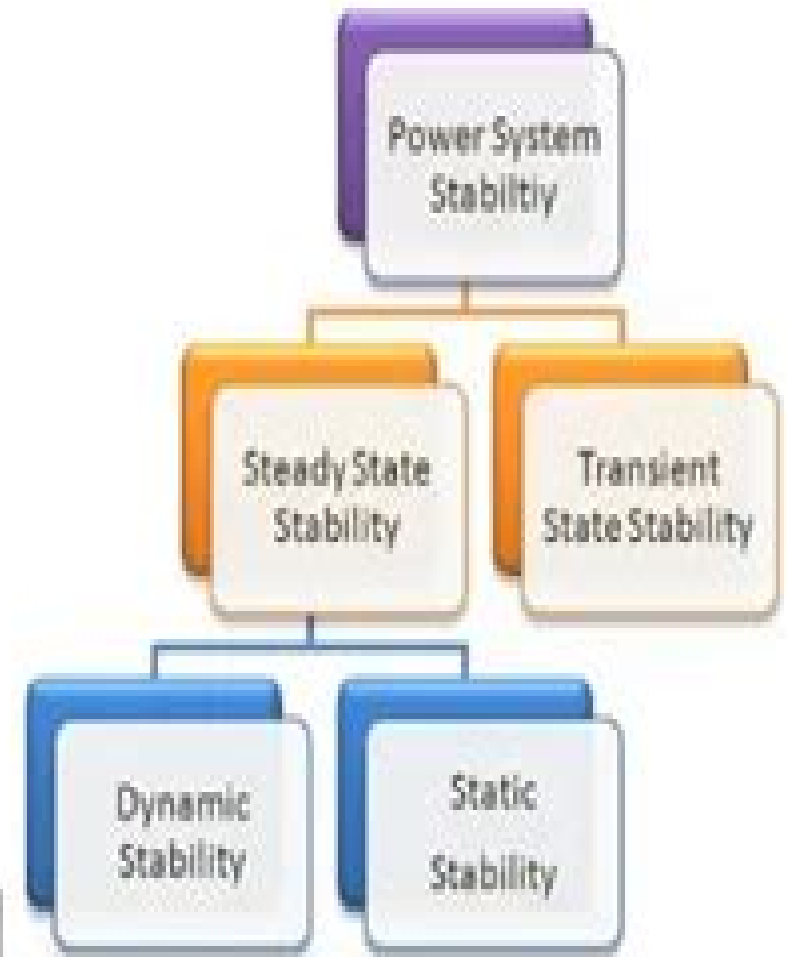 Power System
Stabiltiy
Steady State
Stability
Transient
State Stability
Dynamic
Stability
Static
Stability